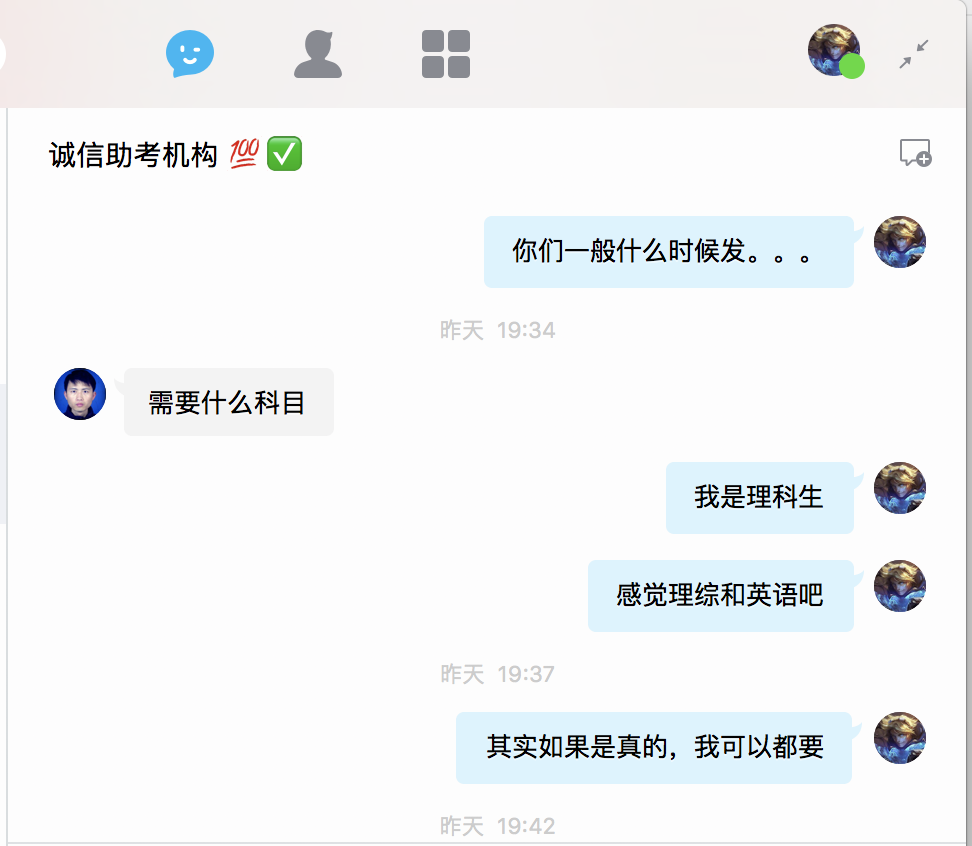 诚信助考机构 💯✅
你们一般什么时候发。。。
昨天 19:34
需要什么科目
我是理科生
感觉理综和英语吧
昨天 19:37
其实如果是真的，我可以都要
昨天 19:42